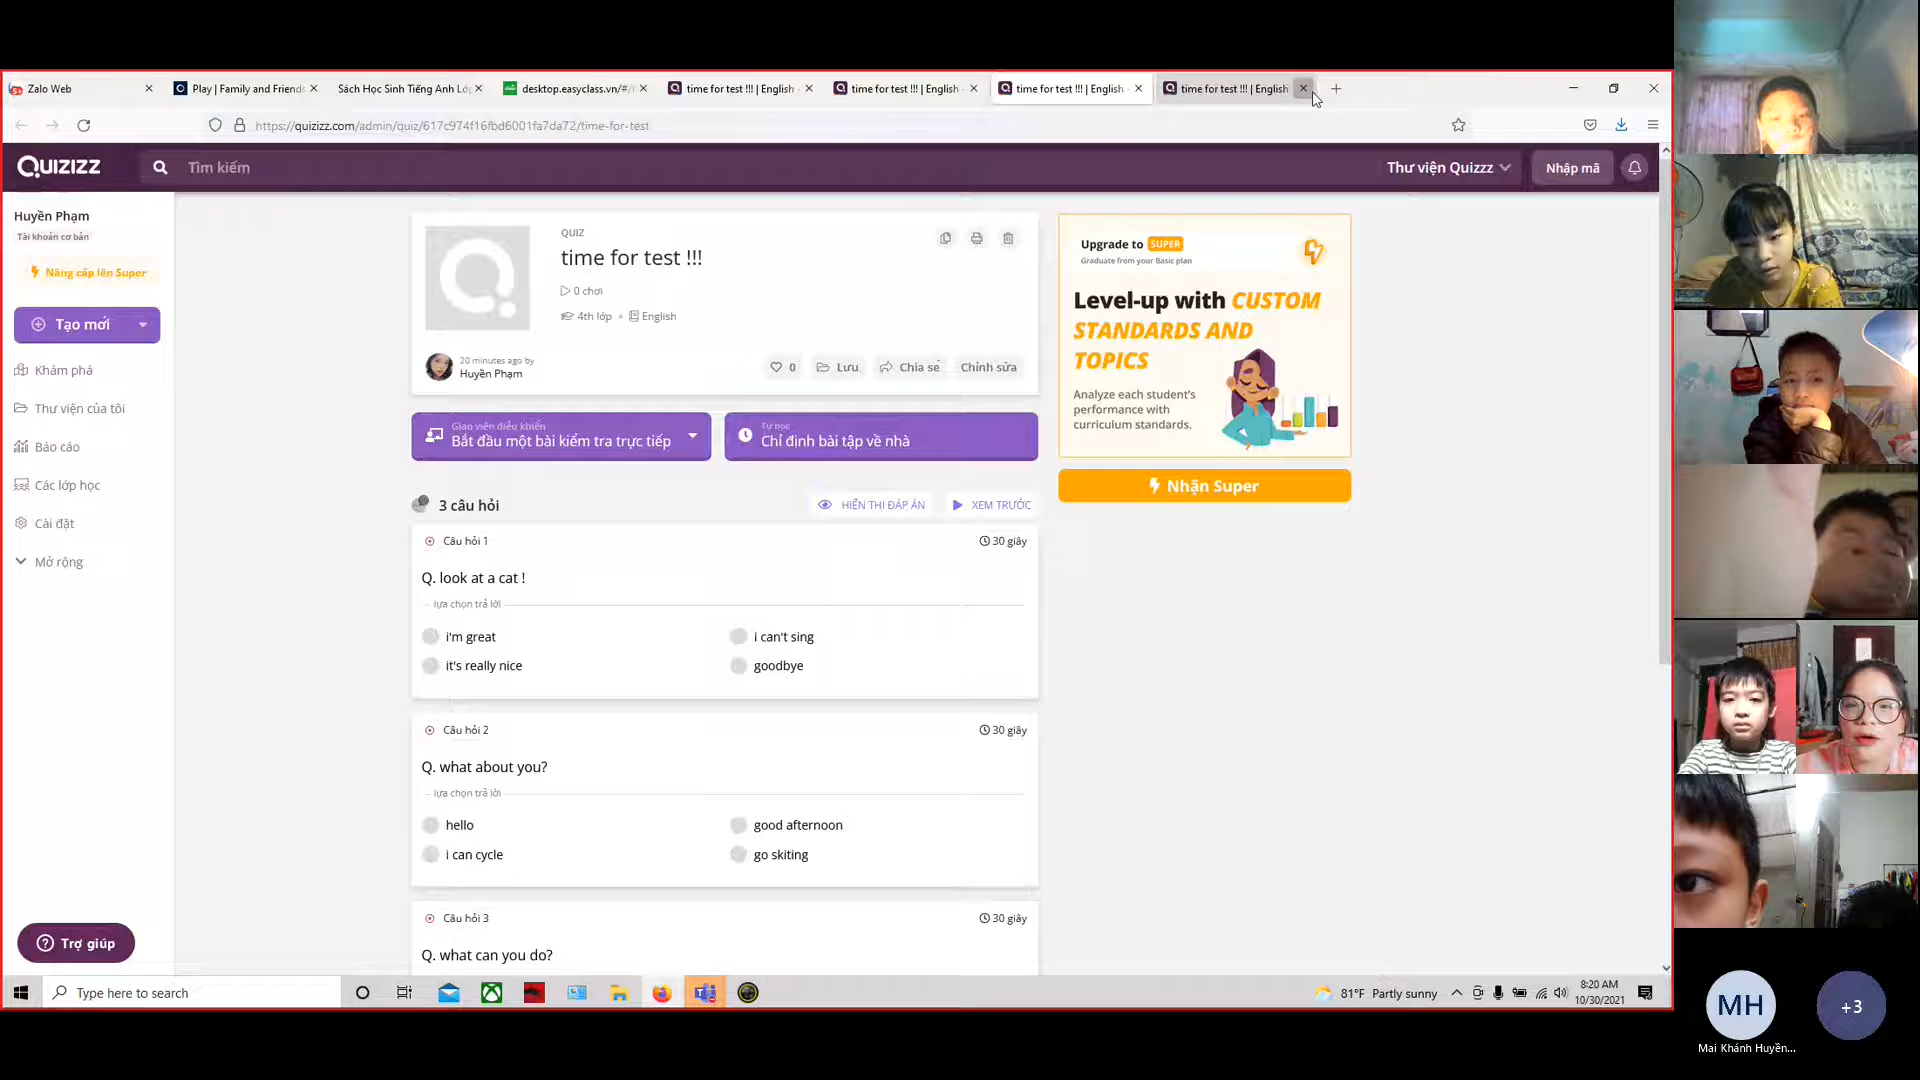 Zalo Web
Play | Family and Friends
Sách Học Sinh Tiếng Anh Lớ
desktop.easyclass.vn/#/
time for test !!! | English -
time for test !!! | English -
time for test !!! | English -
time for test !!! | English
https://quizizz.com/admin/quiz/617c974f16fbd6001fa7da72/time-for-test
Quizizz
Tìm kiếm
Thư viện Quizzz
Nhập mã
Huyền Phạm
Tài khoản cơ bản
Nâng cấp lên Super
Tạo mới
Khám phá
Thư viện của tôi
Báo cáo
Các lớp học
Cài đặt
Mở rộng
Trợ giúp
QUIZ
time for test !!!
0 chơi
4th lớp • English
20 minutes ago by
Huyền Phạm
0
Lưu
Chia sẻ
Chỉnh sửa
Giáo viên điều khiển
Bắt đầu một bài kiểm tra trực tiếp
Tự học
Chỉ định bài tập về nhà
3 câu hỏi
HIỂN THỊ ĐÁP ÁN
XEM TRƯỚC
Câu hỏi 1
30 giây
Q. look at a cat !
lựa chọn trả lời
i'm great
i can't sing
it's really nice
goodbye
Câu hỏi 2
30 giây
Q. what about you?
lựa chọn trả lời
hello
good afternoon
i can cycle
go skiting
Câu hỏi 3
30 giây
Q. what can you do?
Upgrade to SUPER
Graduate from your Basic plan
Level-up with CUSTOM
STANDARDS AND
TOPICS
Analyze each student's
performance with
curriculum standards.
Nhận Super
Type here to search
81°F Partly sunny
8:20 AM
10/30/2021
MH
+3
Mai Khánh Huyền...